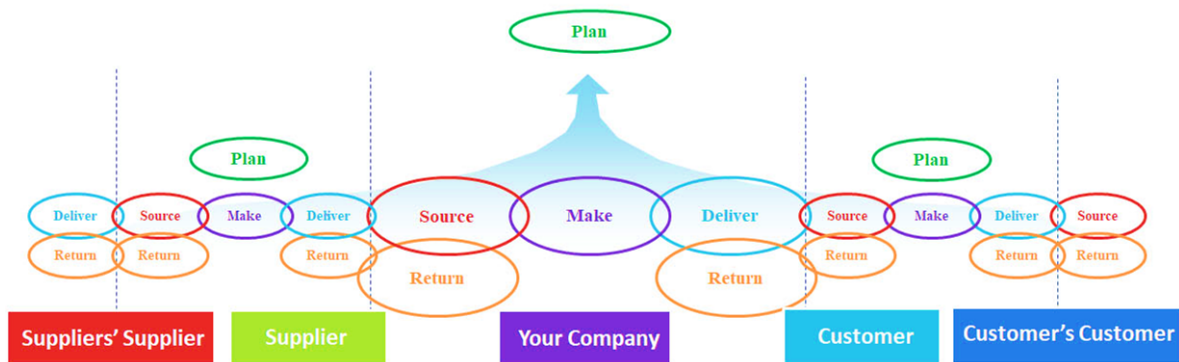 Plan
Plan
Plan
Deliver
Source
Make
Deliver
Source
Make
Deliver
Source
Make
Deliver
Source
Return
Return
Return
Return
Return
Return
Return
Return
Suppliers' Supplier
Supplier
Your Company
Customer
Customer's Customer